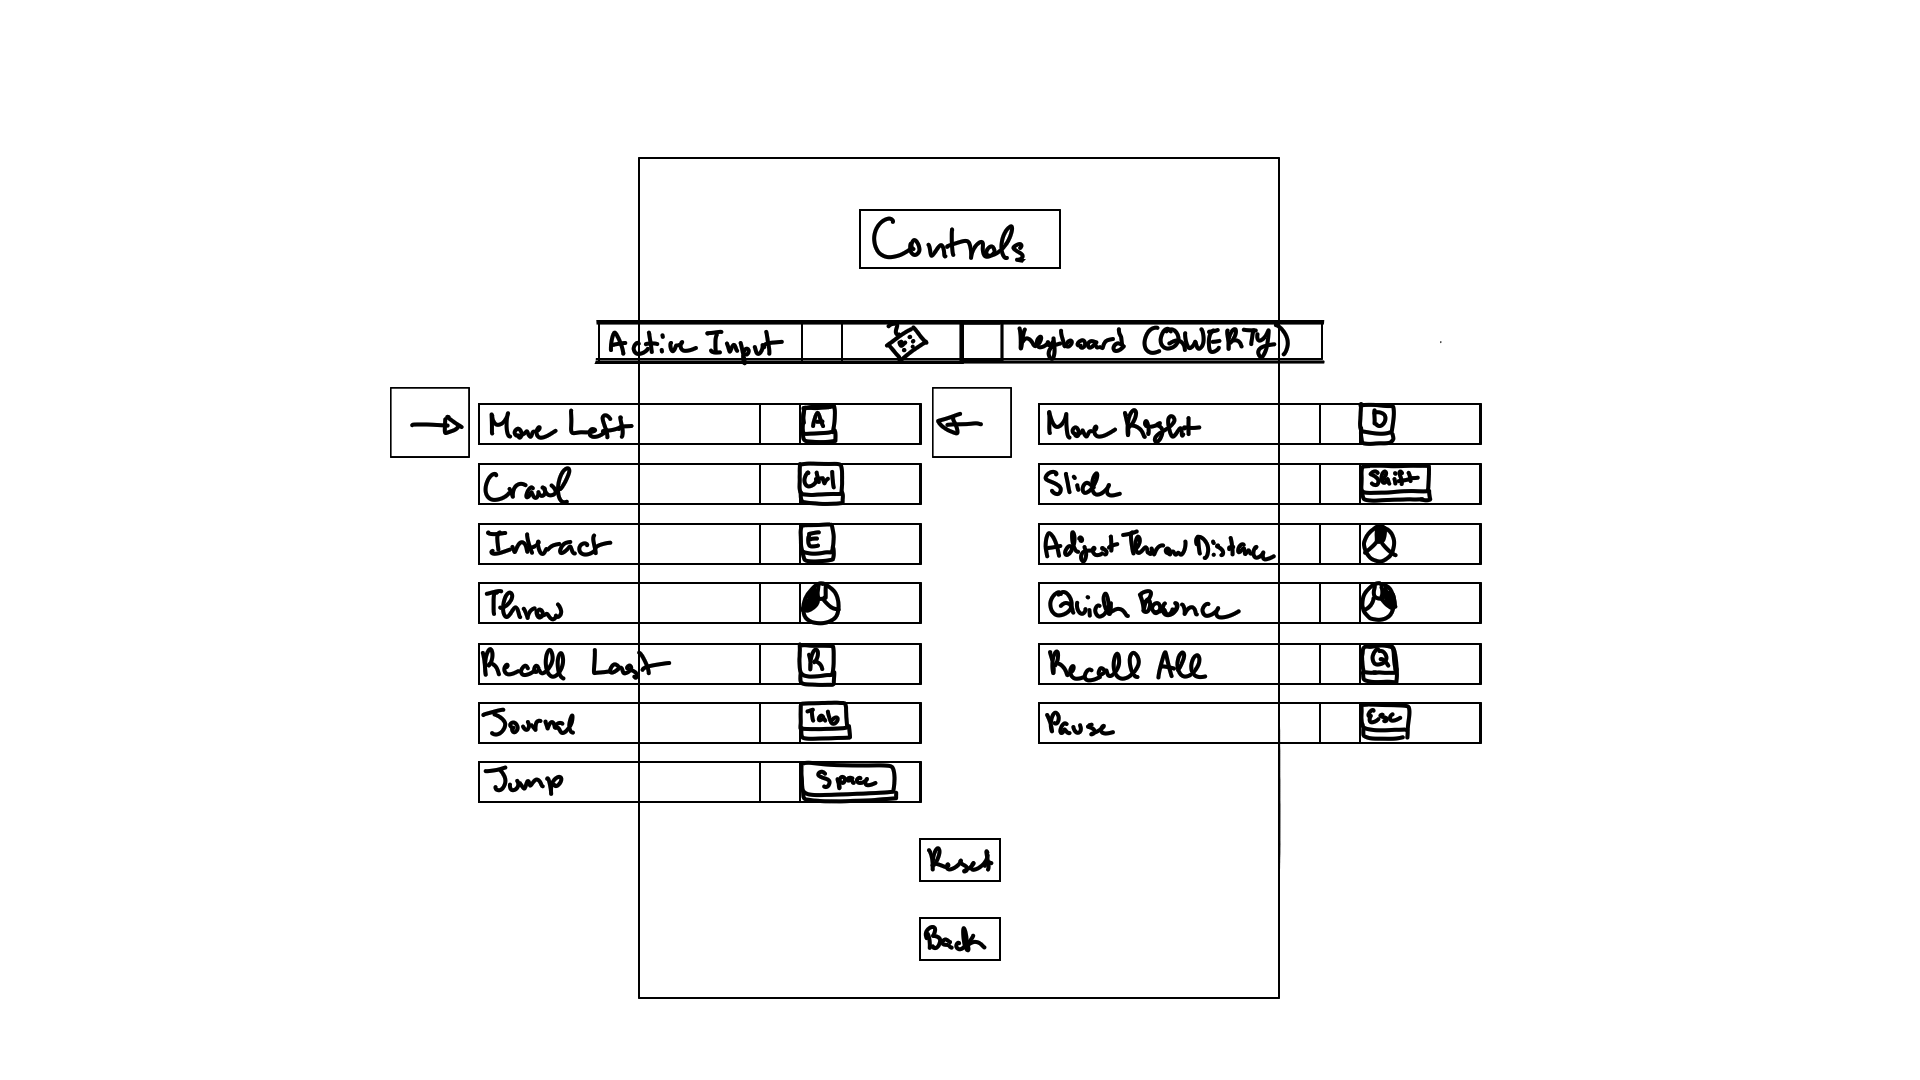 Controls
Active Input Keyboard (QWERTY)
Move Left A Move Right D
Crawl Ctrl Slide Shift
Interact E Adjust Throw Distance
Throw Quick Bounce
Recall Last R Recall All Q
Journal Tab Pause Esc
Jump Space
Reset
Back